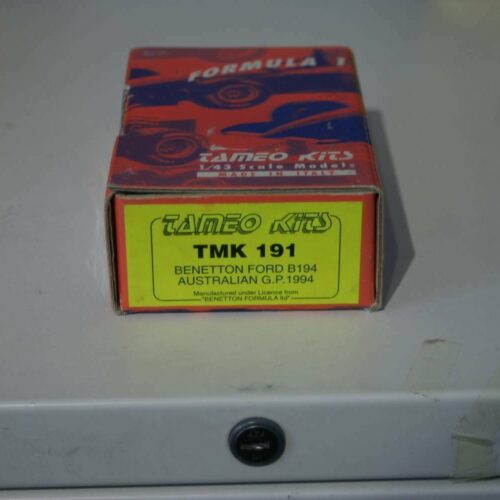 FORMULA 1
TAMEO KITS
1/43 Scale Models
MADE IN ITALY
TAMEO KITS
TMK 191
BENETTON FORD B194
AUSTRALIAN G.P.1994
Manufactured under Licence from
"BENETTON FORMULA ltd"